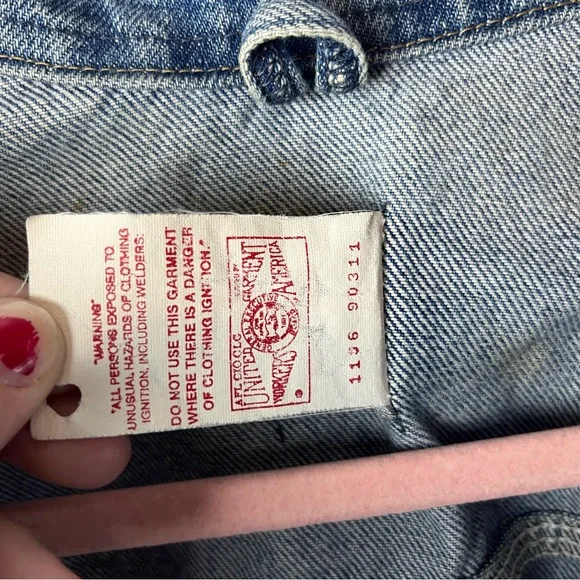 "WARNING"
"ALL PERSONS EXPOSED TO
UNUSUAL HAZARDS OF CLOTHING
IGNITION, INCLUDING WELDERS:
DO NOT USE THIS GARMENT
WHERE THERE IS A DANGER
OF CLOTHING IGNITION."
AFL CIO, CLC
UNITED GARMENT
WORKERS OF AMERICA
®
1196 90311